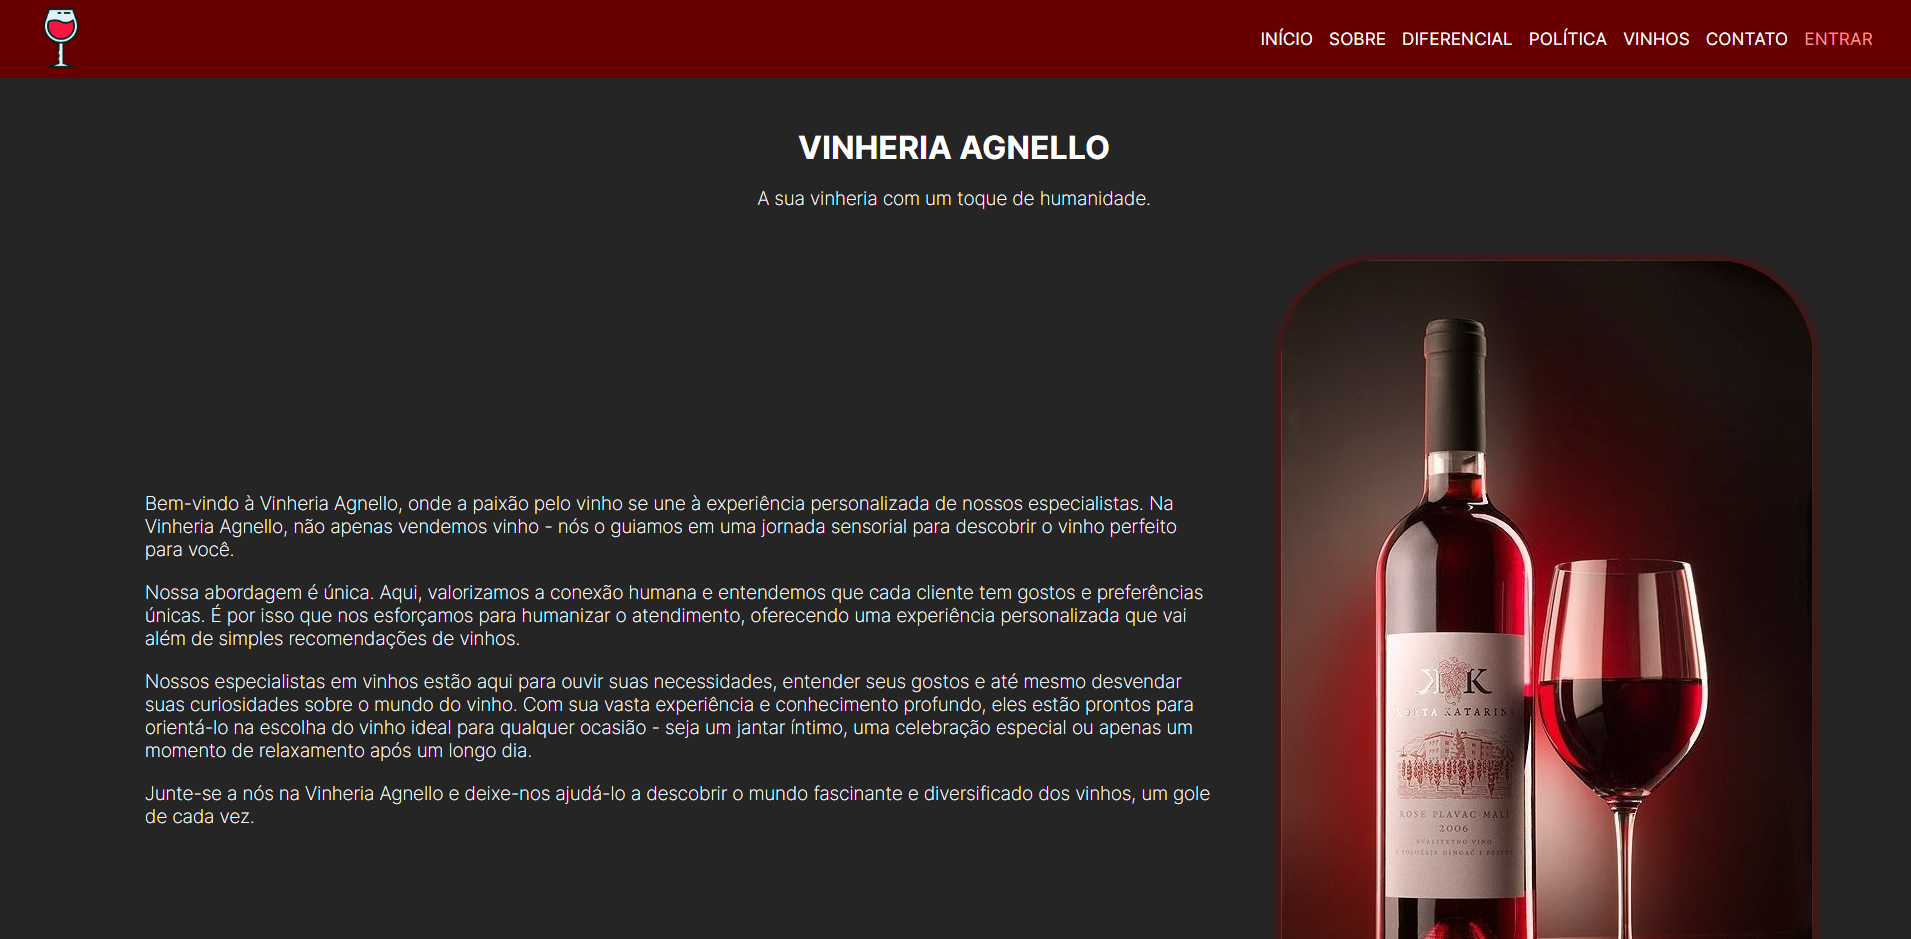 INÍCIO SOBRE DIFERENCIAL POLÍTICA VINHOS CONTATO ENTRAR
VINHERIA AGNELLO
A sua vinheria com um toque de humanidade.
Bem-vindo à Vinheria Agnello, onde a paixão pelo vinho se une à experiência personalizada de nossos especialistas. Na
Vinheria Agnello, não apenas vendemos vinho - nós o guiamos em uma jornada sensorial para descobrir o vinho perfeito
para você.
Nossa abordagem é única. Aqui, valorizamos a conexão humana e entendemos que cada cliente tem gostos e preferências
únicas. É por isso que nos esforçamos para humanizar o atendimento, oferecendo uma experiência personalizada que vai
além de simples recomendações de vinhos.
Nossos especialistas em vinhos estão aqui para ouvir suas necessidades, entender seus gostos e até mesmo desvendar
suas curiosidades sobre o mundo do vinho. Com sua vasta experiência e conhecimento profundo, eles estão prontos para
orientá-lo na escolha do vinho ideal para qualquer ocasião - seja um jantar íntimo, uma celebração especial ou apenas um
momento de relaxamento após um longo dia.
Junte-se a nós na Vinheria Agnello e deixe-nos ajudá-lo a descobrir o mundo fascinante e diversificado dos vinhos, um gole
de cada vez.
K K
KATARINA
ROSE PLAVAC MALI
2006
KVALITETNO VINO